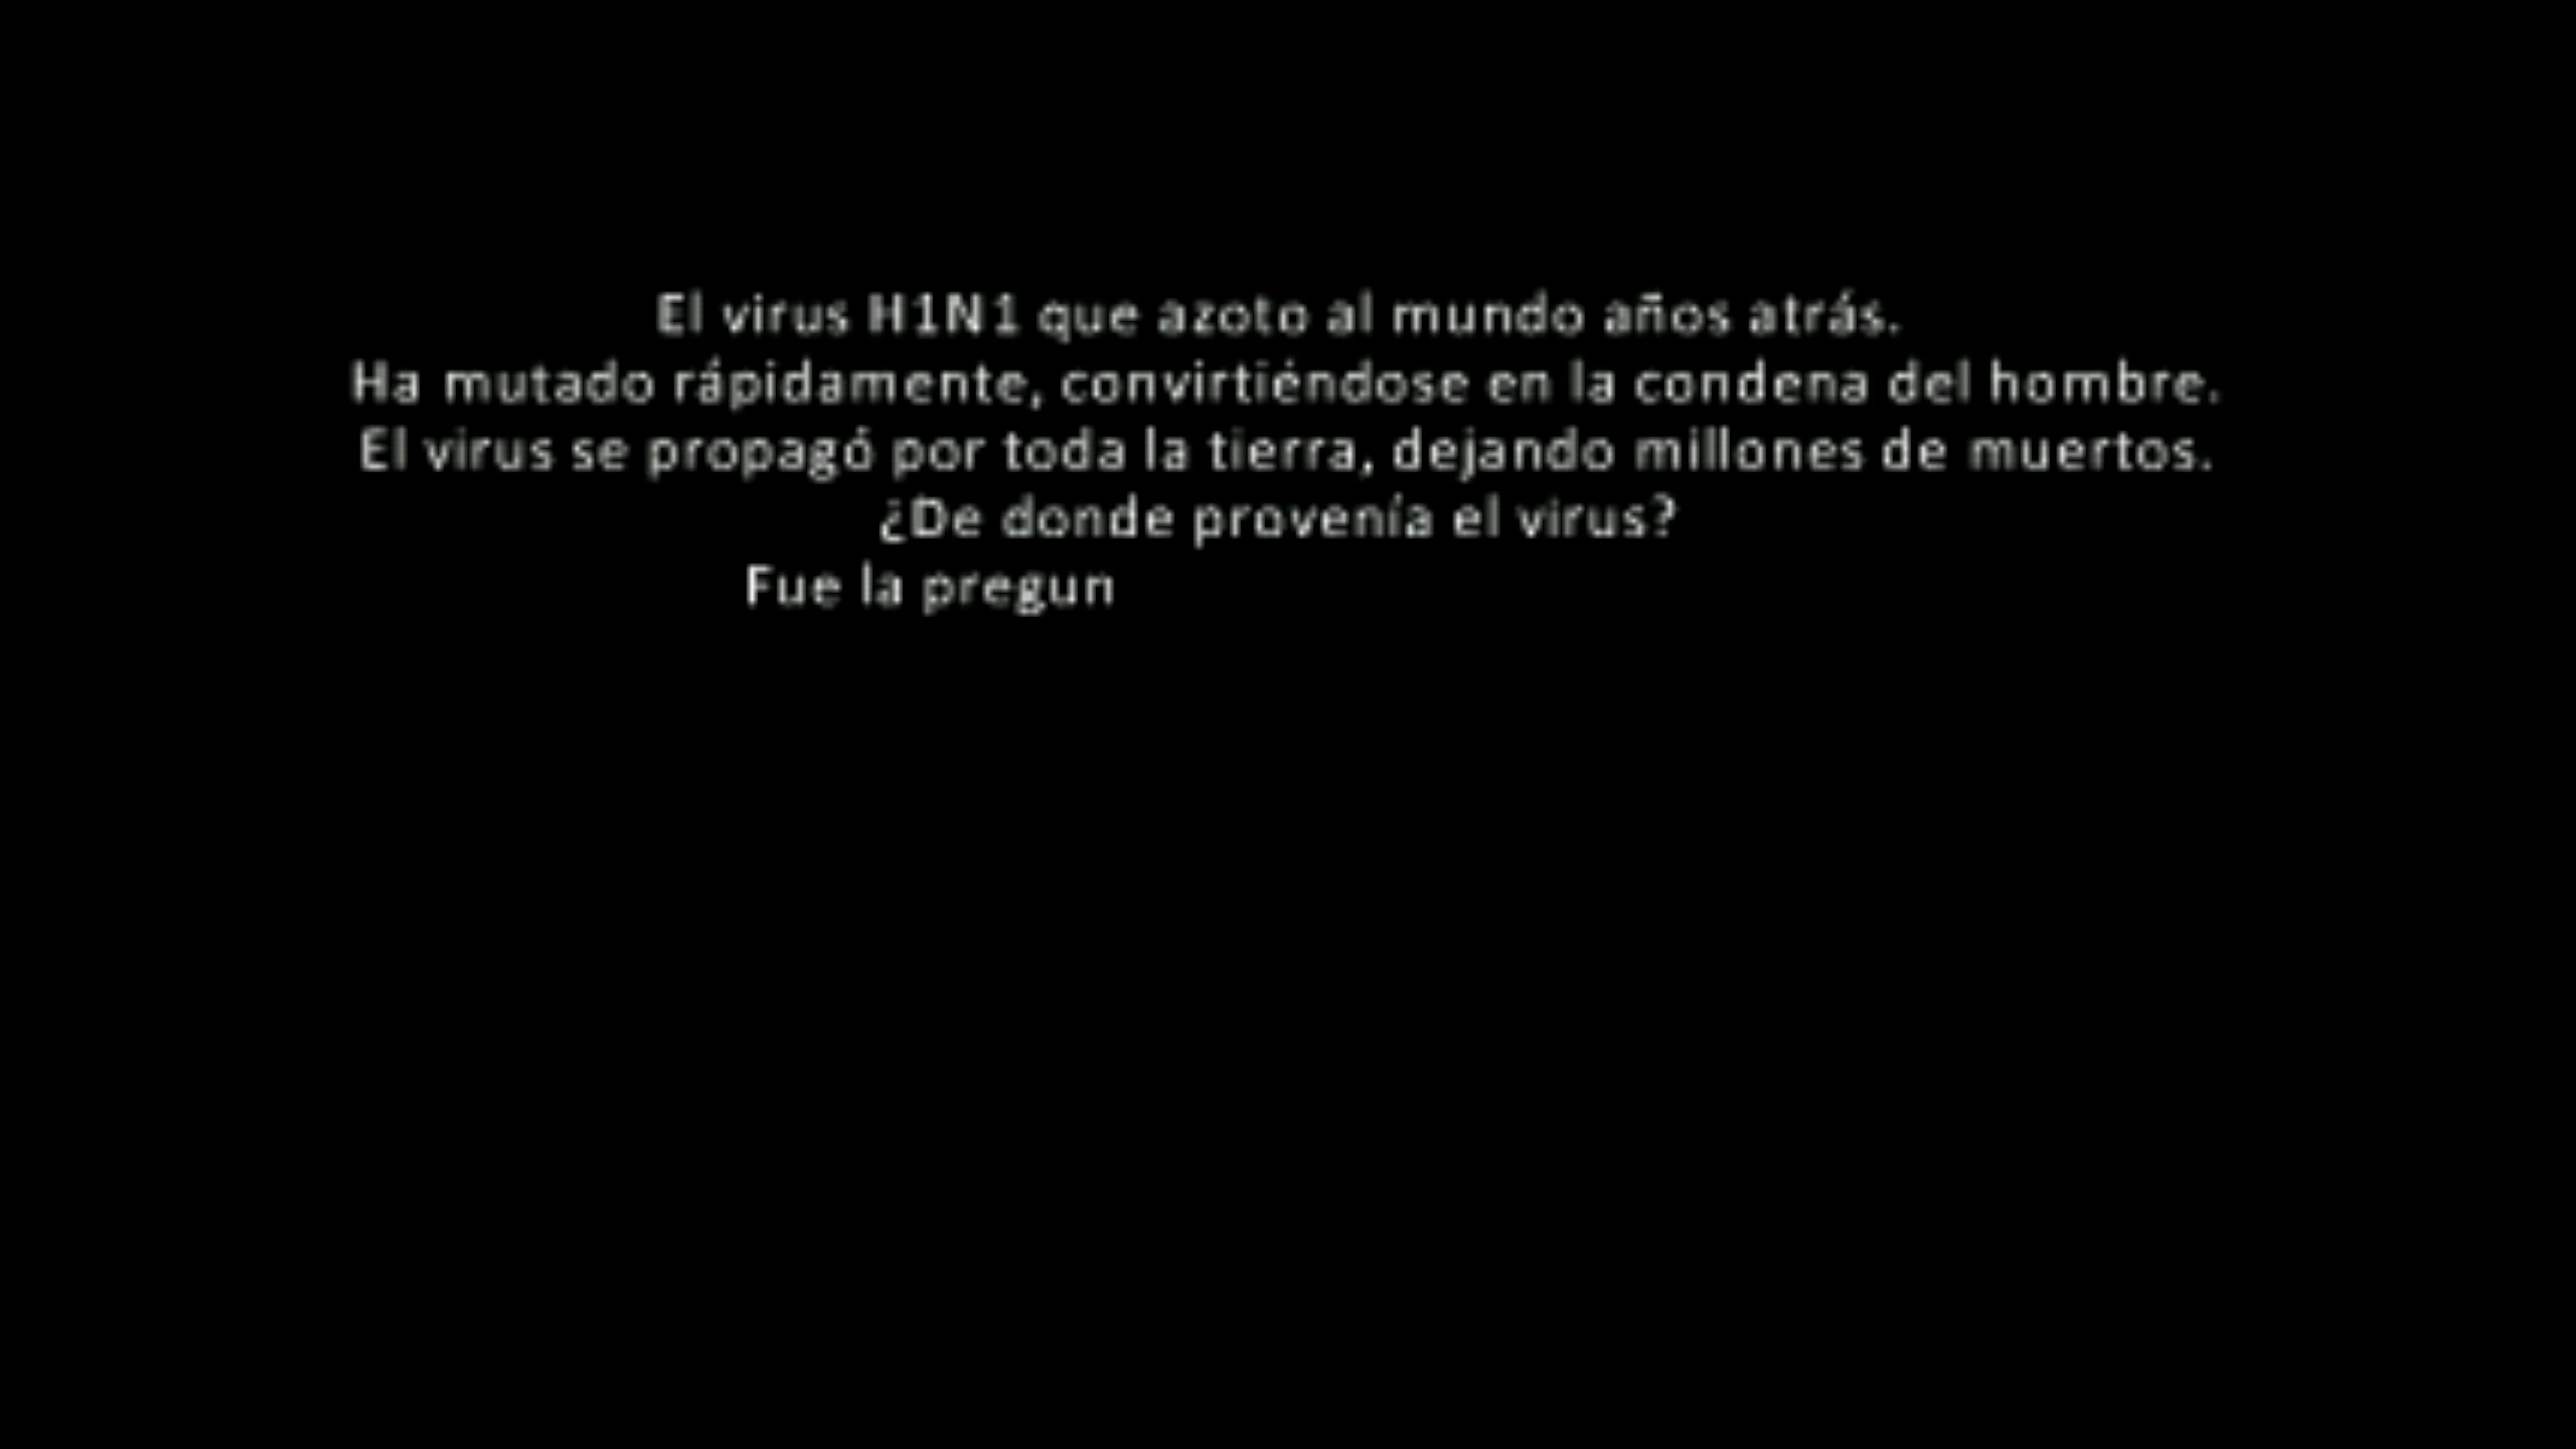 El virus H1N1 que azoto al mundo años atrás.
Ha mutado rápidamente, convirtiéndose en la condena del hombre.
El virus se propagó por toda la tierra, dejando millones de muertos.
¿De donde provenía el virus?
Fue la pregun